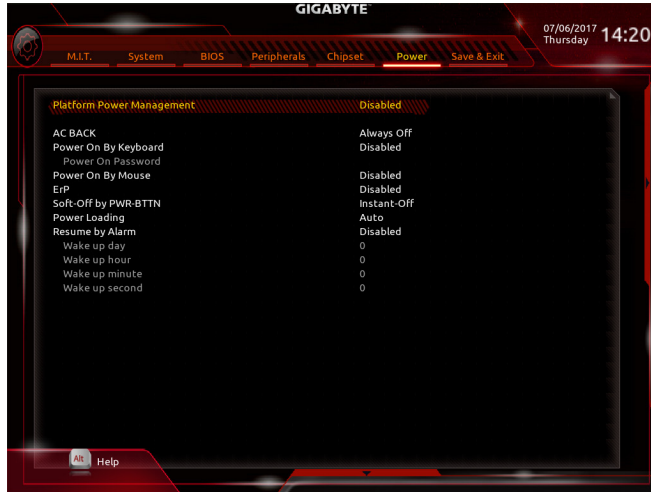 GIGABYTE™
07/06/2017 Thursday 14:20
M.I.T. System BIOS Peripherals Chipset Power Save & Exit
Platform Power Management Disabled
AC BACK Always Off
Power On By Keyboard Disabled
Power On Password
Power On By Mouse Disabled
ErP Disabled
Soft-Off by PWR-BTTN Instant-Off
Power Loading Auto
Resume by Alarm Disabled
Wake up day 0
Wake up hour 0
Wake up minute 0
Wake up second 0
Alt Help